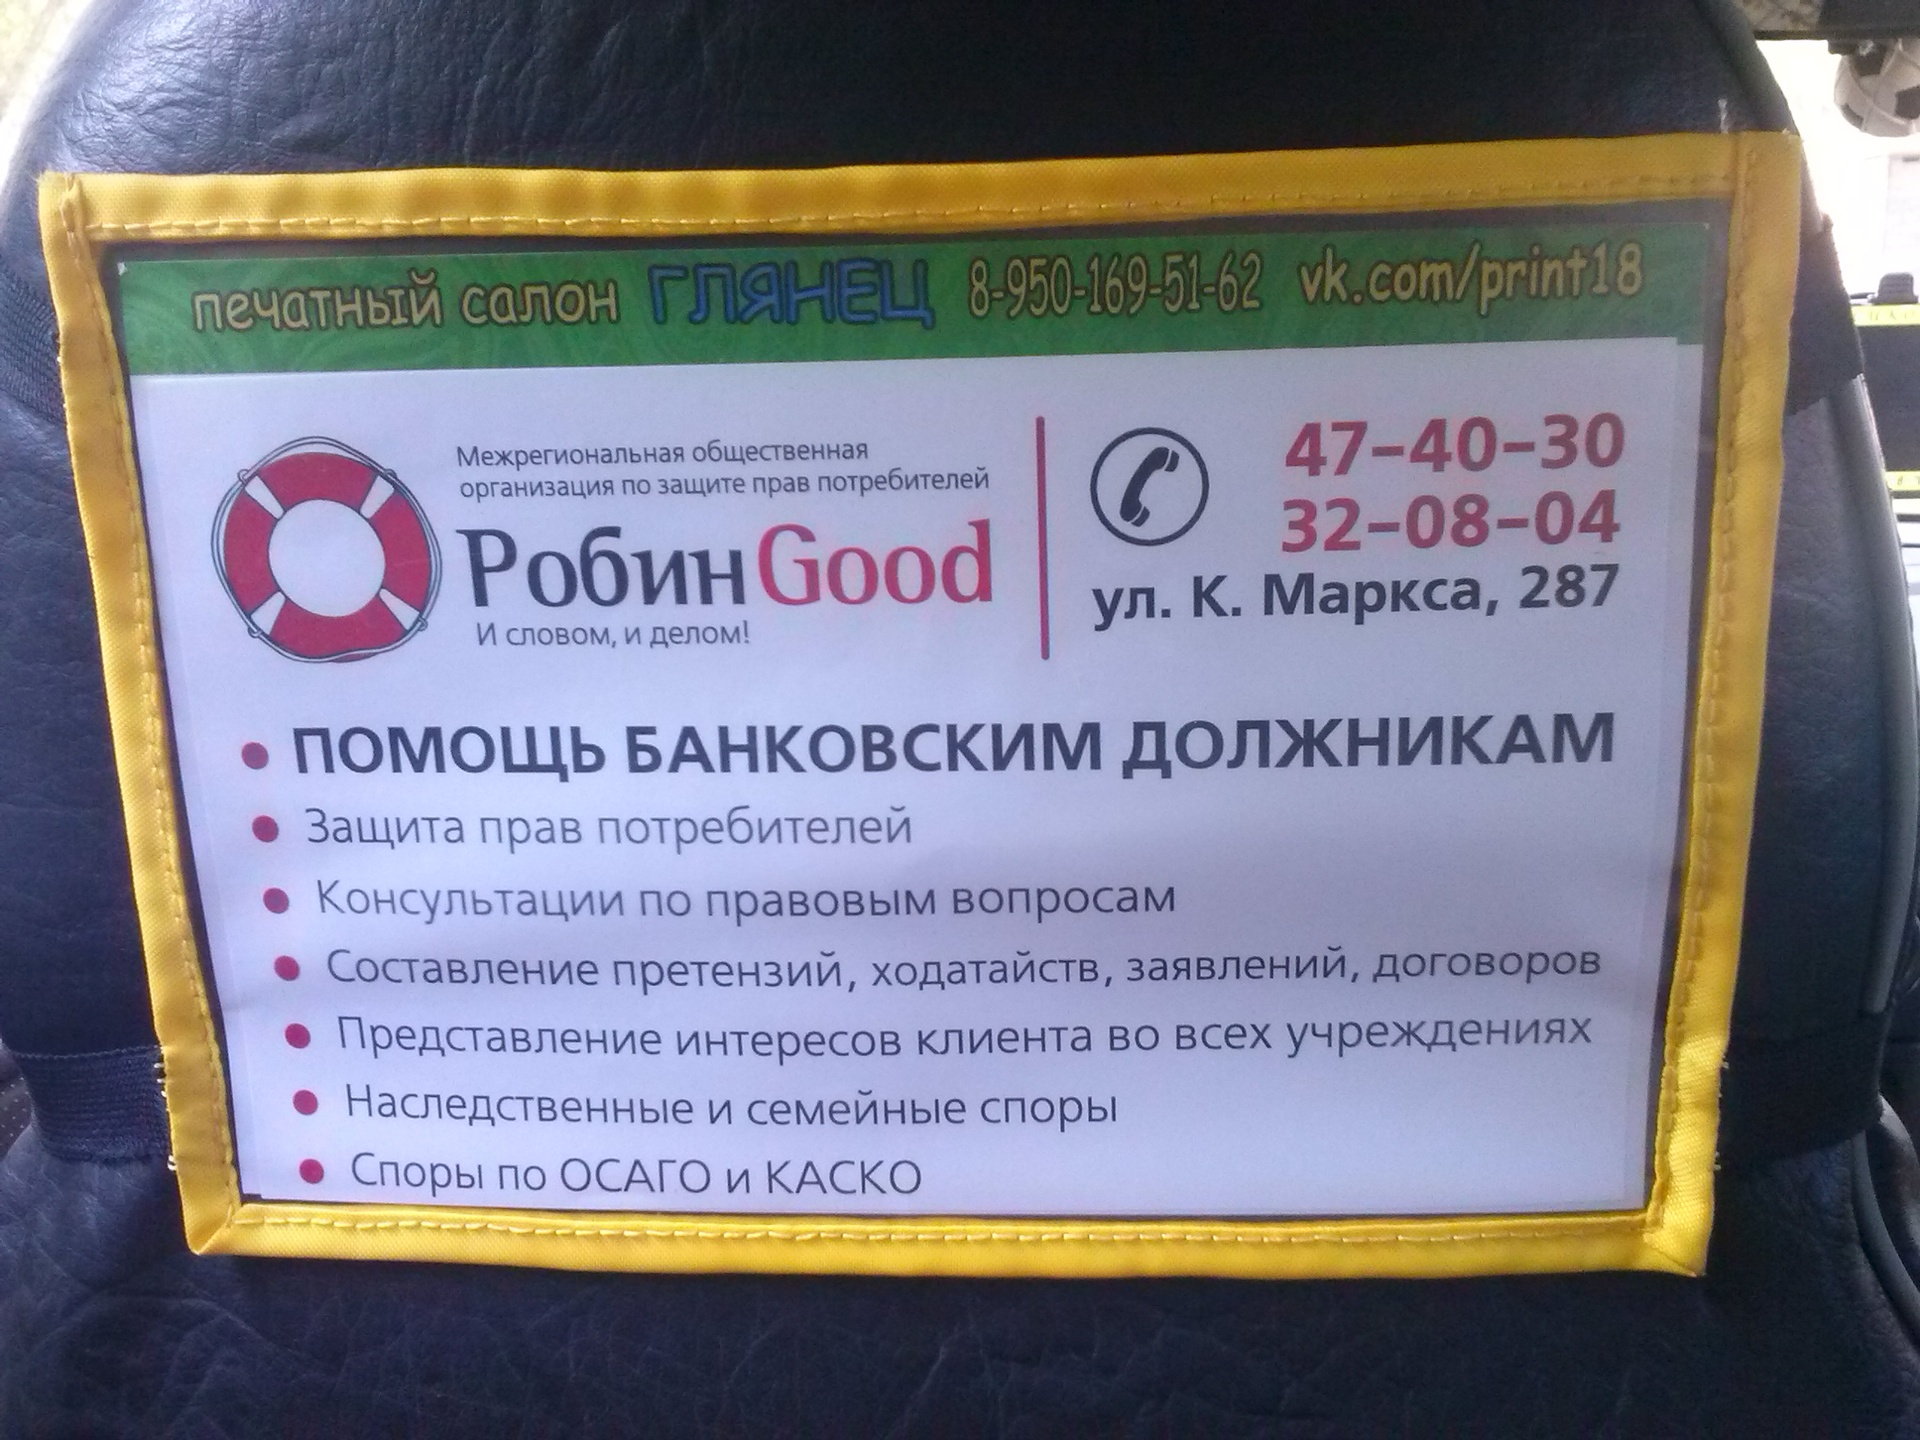 печатный салон ГЛЯНЕЦ 8-950-169-51-62 vk.com/print18
Межрегиональная общественная
организация по защите прав потребителей
РобинGood
И словом, и делом!
47-40-30
32-08-04
ул. К. Маркса, 287
• ПОМОЩЬ БАНКОВСКИМ ДОЛЖНИКАМ
• Защита прав потребителей
• Консультации по правовым вопросам
• Составление претензий, ходатайств, заявлений, договоров
• Представление интересов клиента во всех учреждениях
• Наследственные и семейные споры
• Споры по ОСАГО и КАСКО